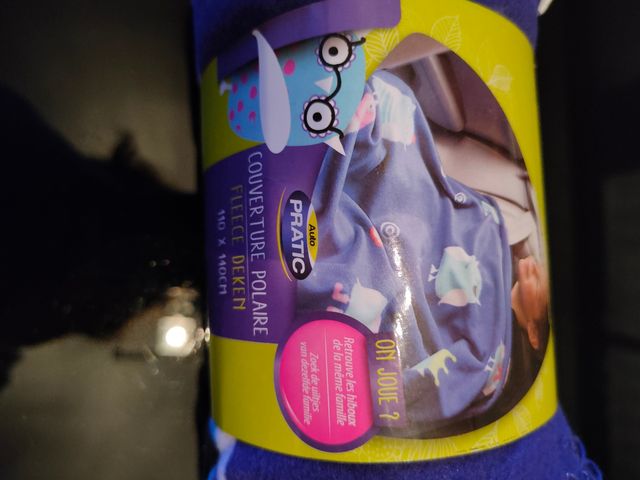 COUVERTURE POLAIRE
FLEECE DEKEN
110 X 140CM
Auto
PRATIC
ON JOUE ?
Retrouve les hiboux
de la même famille
Zoek de uiltjes
van dezelfde familie